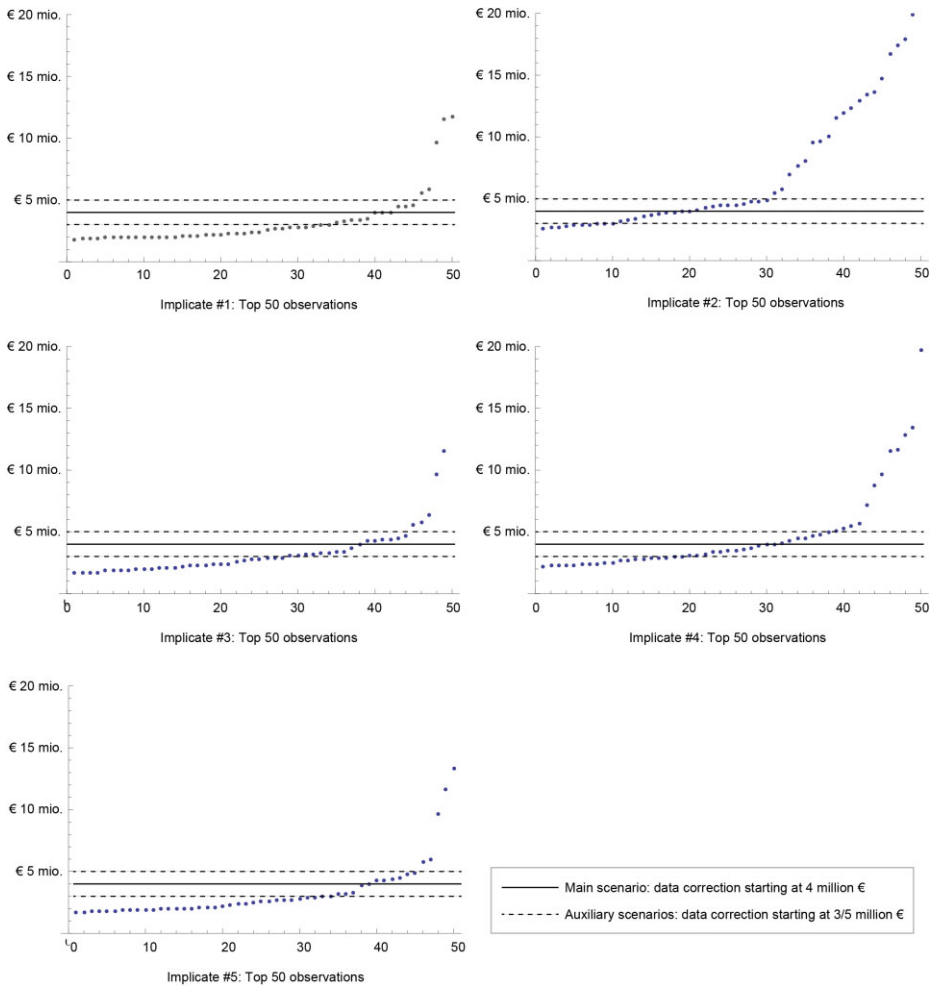 € 20 mio.
€ 15 mio.
€ 10 mio.
€ 5 mio.
0 10 20 30 40 50
Implicate #1: Top 50 observations
€ 20 mio.
€ 15 mio.
€ 10 mio.
€ 5 mio.
0 10 20 30 40 50
Implicate #2: Top 50 observations
€ 20 mio.
€ 15 mio.
€ 10 mio.
€ 5 mio.
0 10 20 30 40 50
Implicate #3: Top 50 observations
€ 20 mio.
€ 15 mio.
€ 10 mio.
€ 5 mio.
0 10 20 30 40 50
Implicate #4: Top 50 observations
€ 20 mio.
€ 15 mio.
€ 10 mio.
€ 5 mio.
0 10 20 30 40 50
Implicate #5: Top 50 observations
Main scenario: data correction starting at 4 million €
Auxiliary scenarios: data correction starting at 3/5 million €